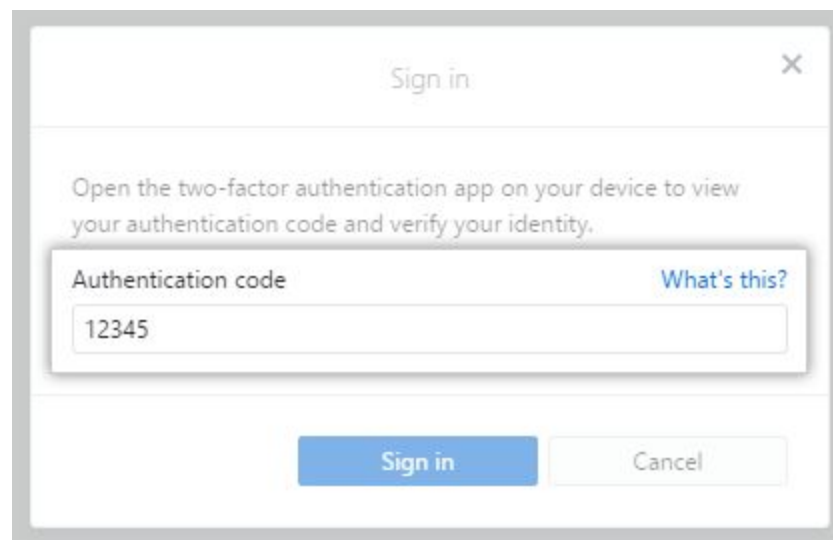 Sign in
Open the two-factor authentication app on your device to view
your authentication code and verify your identity.
Authentication code What's this?
12345
Sign in Cancel